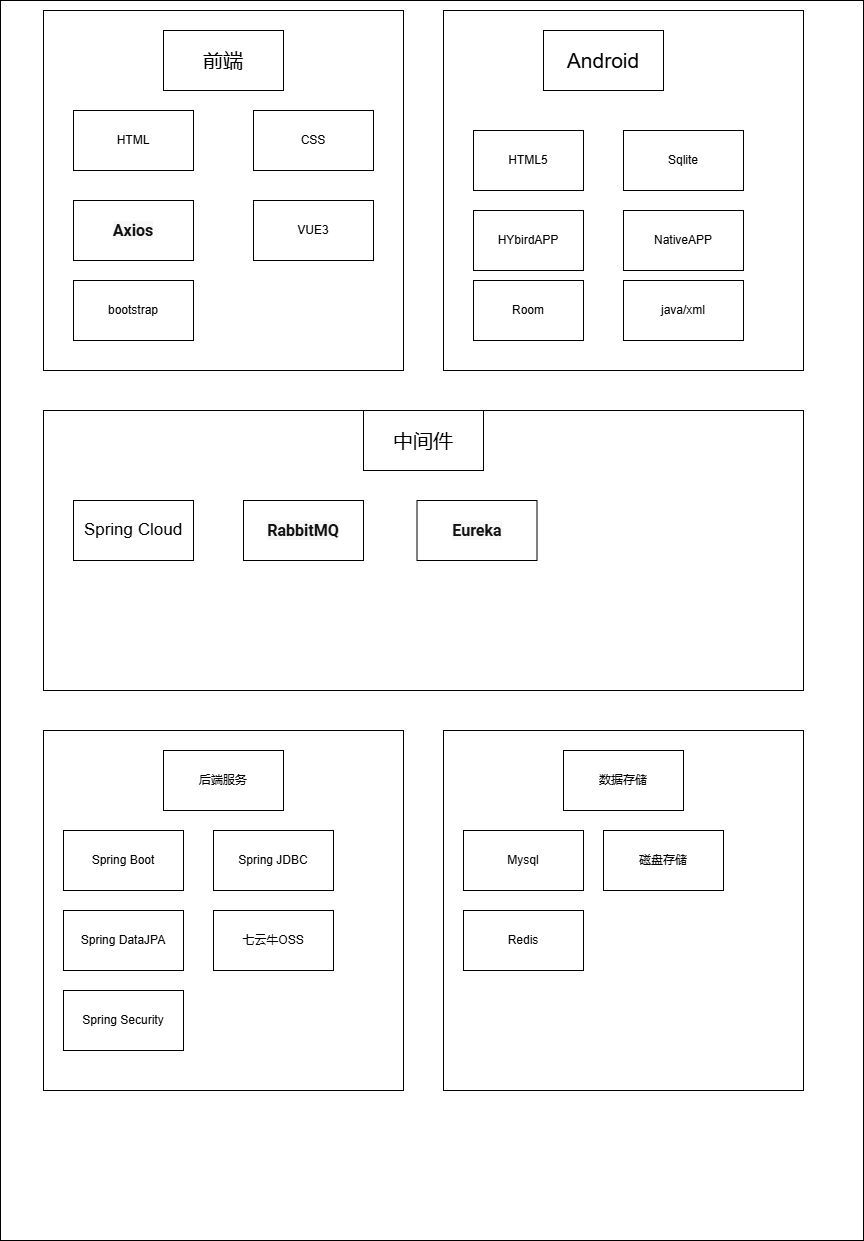 前端
HTML
CSS
Axios
VUE3
bootstrap
Android
HTML5
Sqlite
HYbirdAPP
NativeAPP
Room
java/xml
中间件
Spring Cloud
RabbitMQ
Eureka
后端服务
Spring Boot
Spring JDBC
Spring DataJPA
七云牛OSS
Spring Security
数据存储
Mysql
磁盘存储
Redis